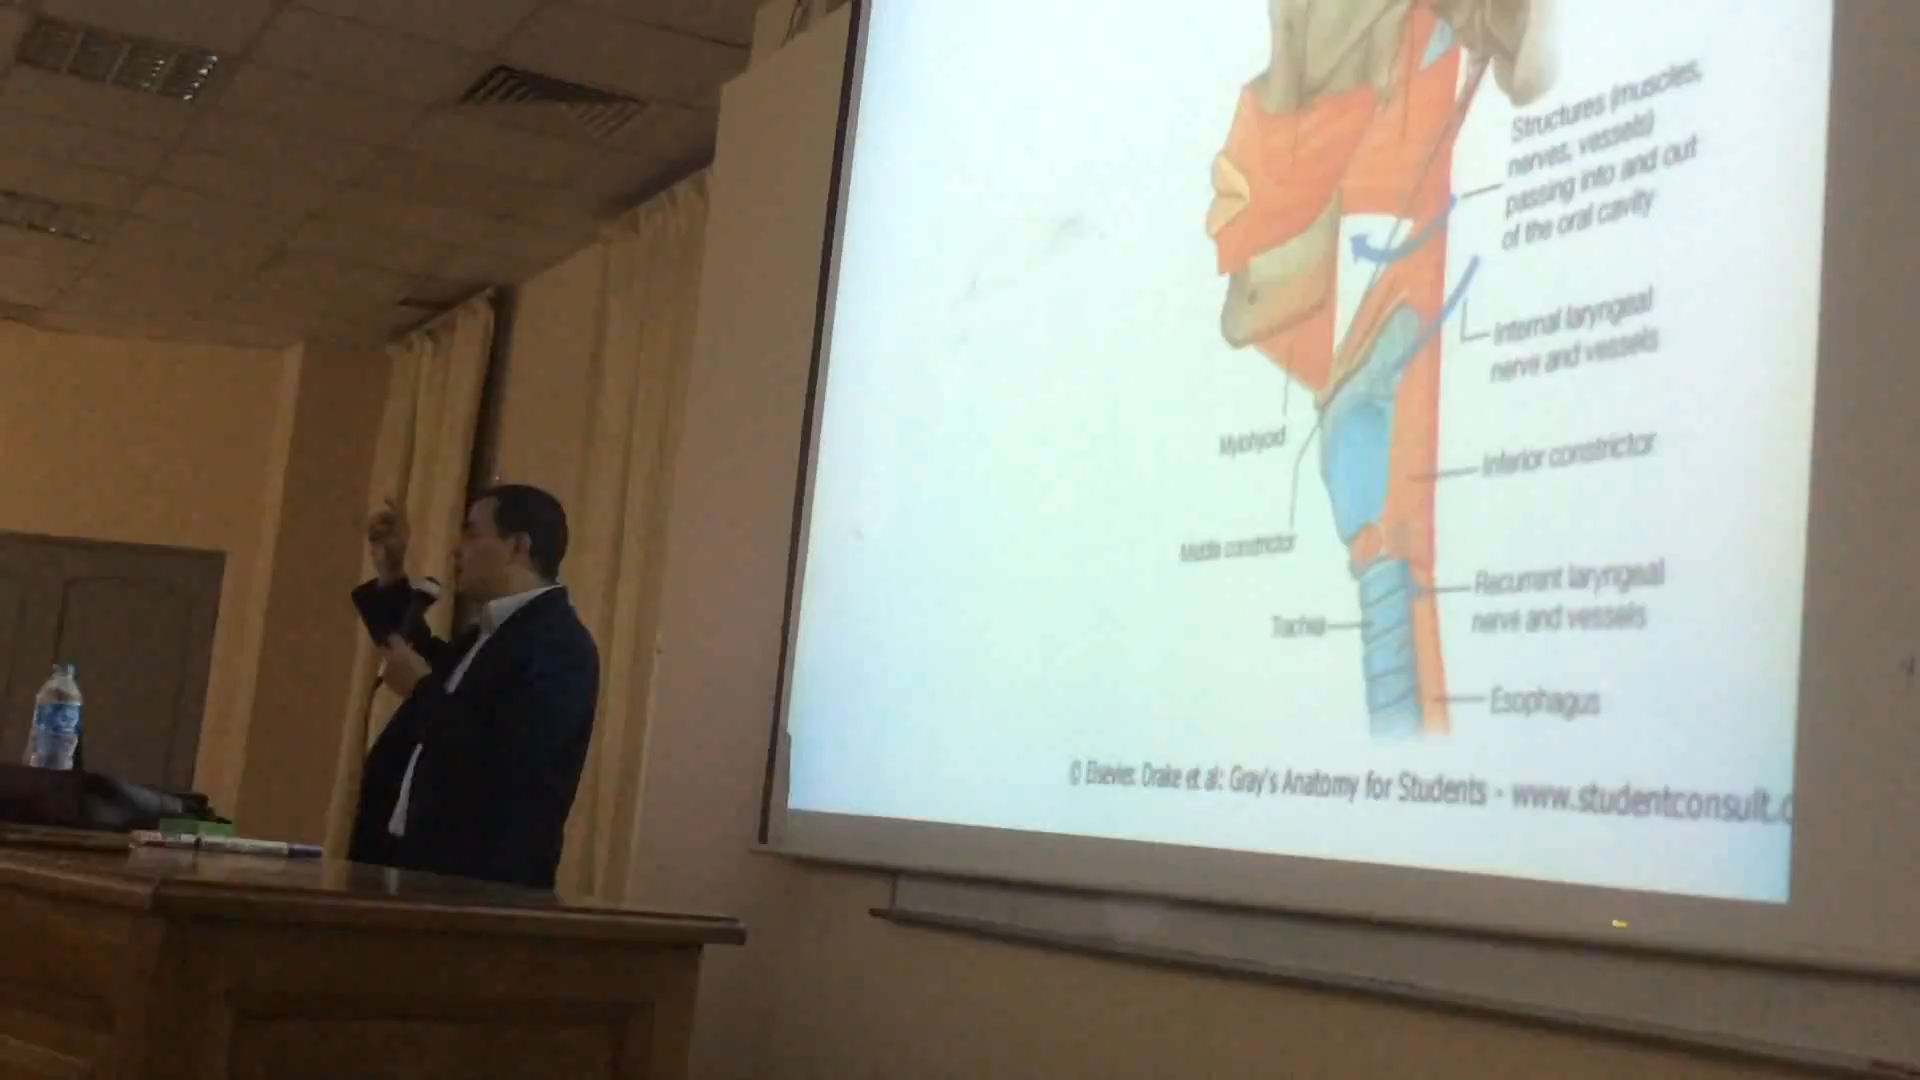 Structures (muscles,
nerves, vessels)
passing into and out
of the oral cavity
Internal laryngeal
nerve and vessels
Mylohyoid
Inferior constrictor
Middle constrictor
Recurrent laryngeal
nerve and vessels
Trachea
Esophagus
© Elsevier. Drake et al: Gray's Anatomy for Students - www.studentconsult.c